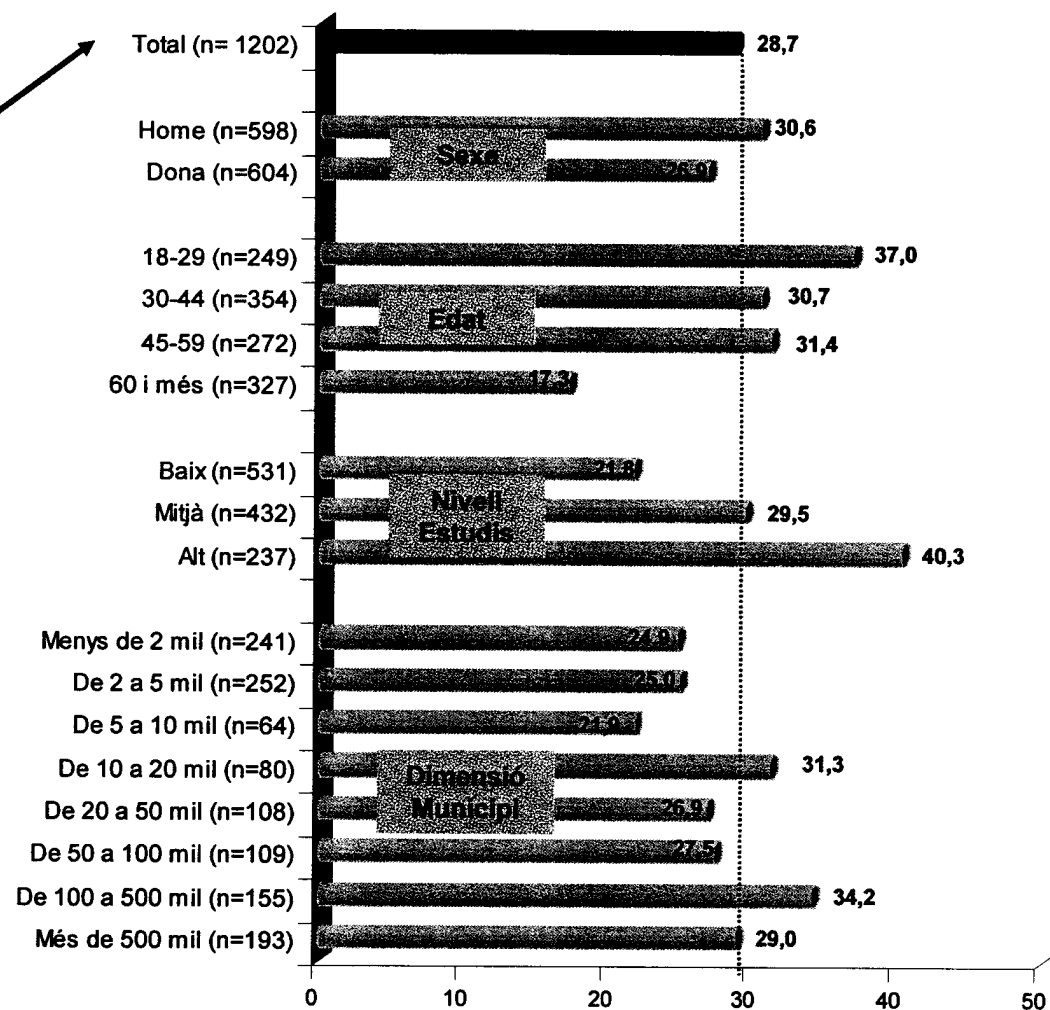 Total (n= 1202) 28,7
Home (n=598) 30,6
Sexe
Dona (n=604) 26,9
18-29 (n=249) 37,0
30-44 (n=354) 30,7
Edat
45-59 (n=272) 31,4
60 i més (n=327) 17,3
Baix (n=531) 21,8
Nivell
Mitjà (n=432) 29,5
Estudis
Alt (n=237) 40,3
Menys de 2 mil (n=241) 24,9
De 2 a 5 mil (n=252) 25,0
De 5 a 10 mil (n=64) 21,9
De 10 a 20 mil (n=80) 31,3
Dimensió
Municipi
De 20 a 50 mil (n=108) 26,9
De 50 a 100 mil (n=109) 27,5
De 100 a 500 mil (n=155) 34,2
Més de 500 mil (n=193) 29,0
0 10 20 30 40 50